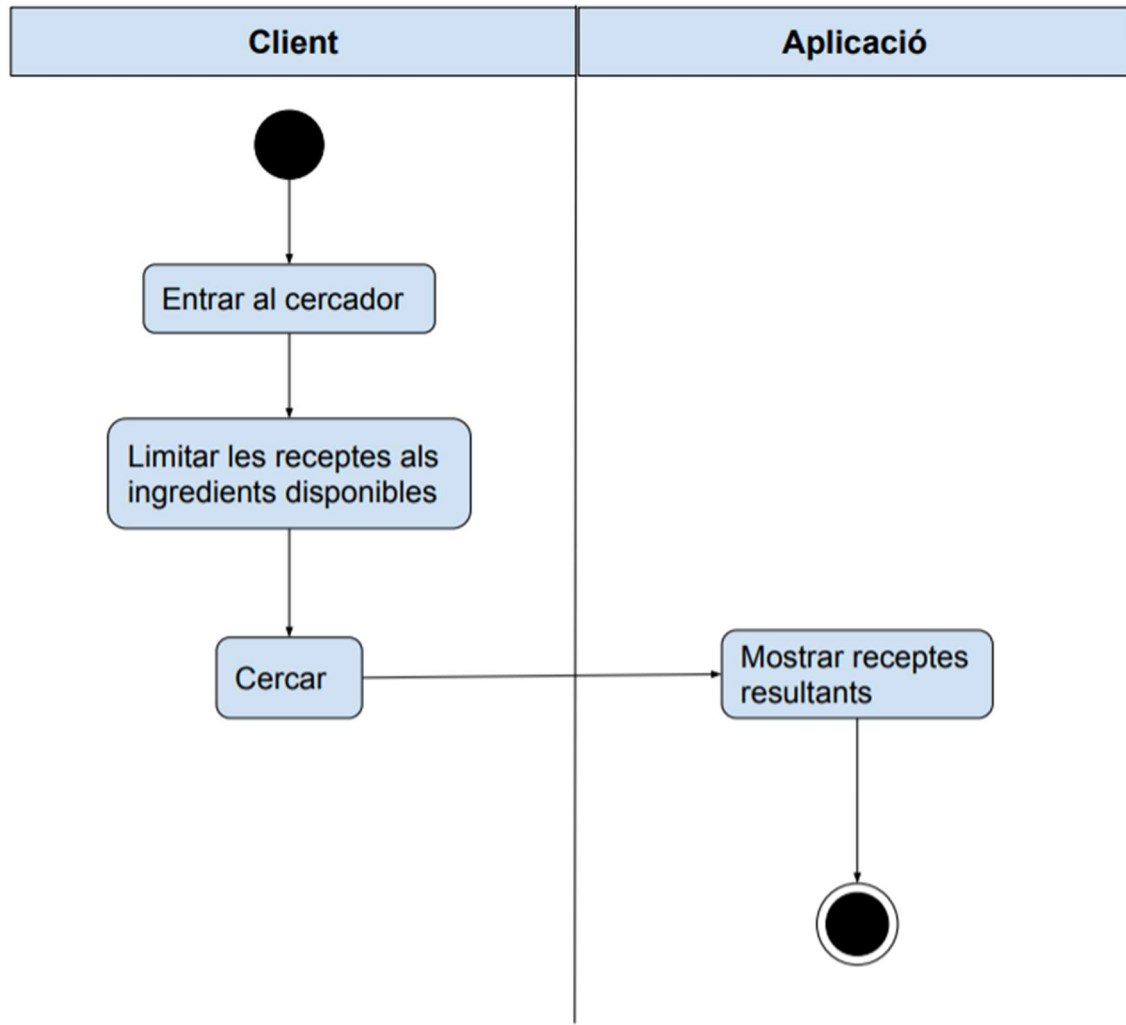 Client
Aplicació
Entrar al cercador
Limitar les receptes als
ingredients disponibles
Cercar
Mostrar receptes
resultants